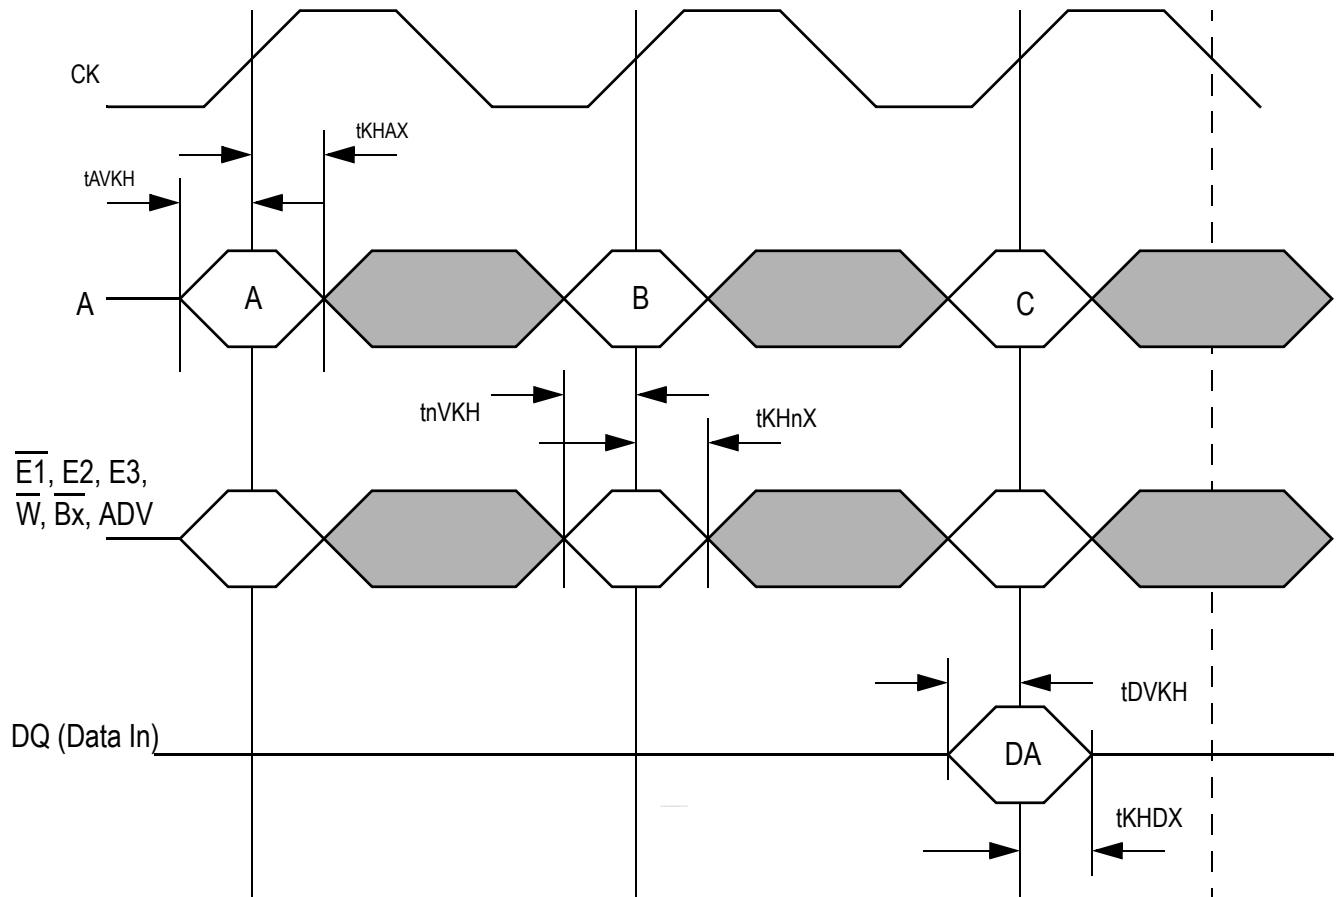 CK
tKHAX
tAVKH
A
A
B
C
tnVKH
tKHnX
E1, E2, E3,
W, Bx, ADV
tDVKH
DQ (Data In)
DA
tKHDX